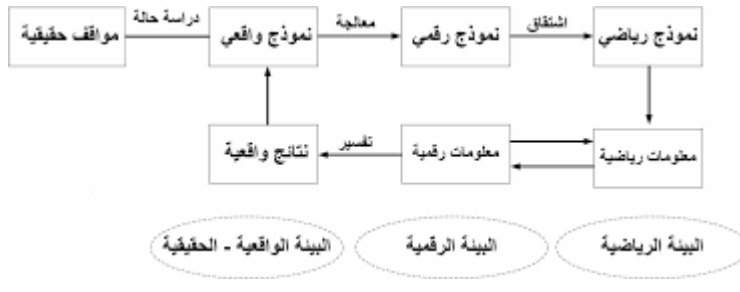 مواقف حقيقية
دراسة حالة
نموذج واقعي
معالجة
نموذج رقمي
اشتقاق
نموذج رياضي
نتائج واقعية
تفسير
معلومات رقمية
معلومات رياضية
البيئة الواقعية - الحقيقية
البيئة الرقمية
البيئة الرياضية